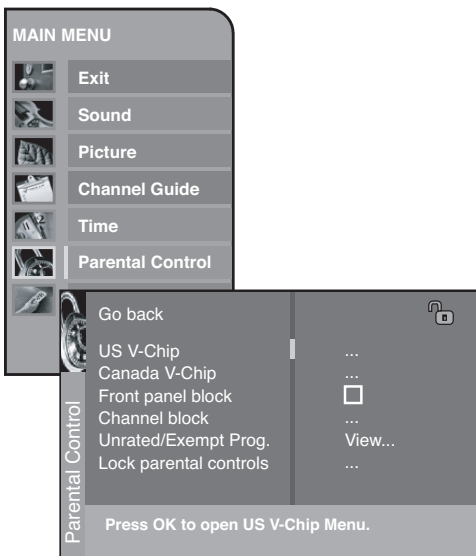 MAIN MENU
Exit
Sound
Picture
Channel Guide
Time
Parental Control
Go back
US V-Chip ...
Canada V-Chip ...
Front panel block
Channel block ...
Unrated/Exempt Prog. View...
Lock parental controls ...
Parental Control
Press OK to open US V-Chip Menu.